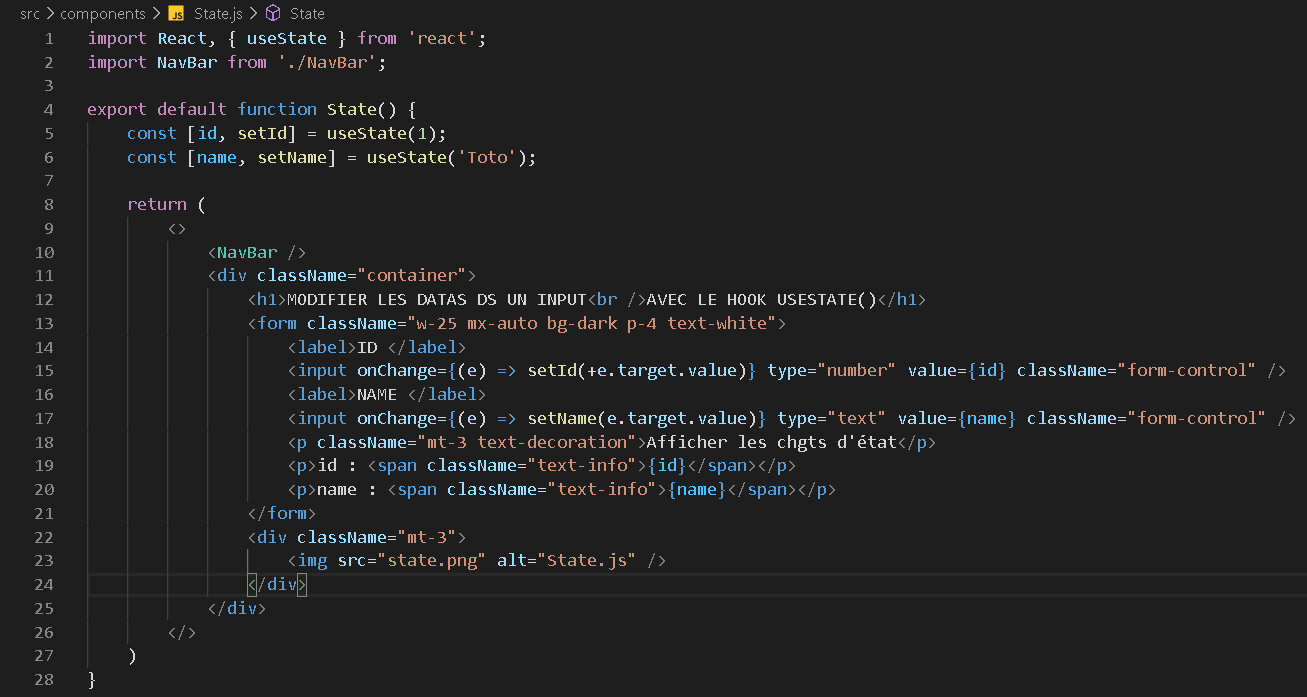 src > components > JS State.js > State
1 import React, { useState } from 'react';
2 import NavBar from './NavBar';
3
4 export default function State() {
5     const [id, setId] = useState(1);
6     const [name, setName] = useState('Toto');
7
8     return (
9         <>
10             <NavBar />
11             <div className="container">
12                 <h1>MODIFIER LES DATAS DS UN INPUT<br />AVEC LE HOOK USESTATE()</h1>
13                 <form className="w-25 mx-auto bg-dark p-4 text-white">
14                     <label>ID </label>
15                     <input onChange={(e) => setId(+e.target.value)} type="number" value={id} className="form-control" />
16                     <label>NAME </label>
17                     <input onChange={(e) => setName(e.target.value)} type="text" value={name} className="form-control" />
18                     <p className="mt-3 text-decoration">Afficher les chgts d'état</p>
19                     <p>id : <span className="text-info">{id}</span></p>
20                     <p>name : <span className="text-info">{name}</span></p>
21                 </form>
22                 <div className="mt-3">
23                     <img src="state.png" alt="State.js" />
24                 </div>
25             </div>
26         </>
27     )
28 }